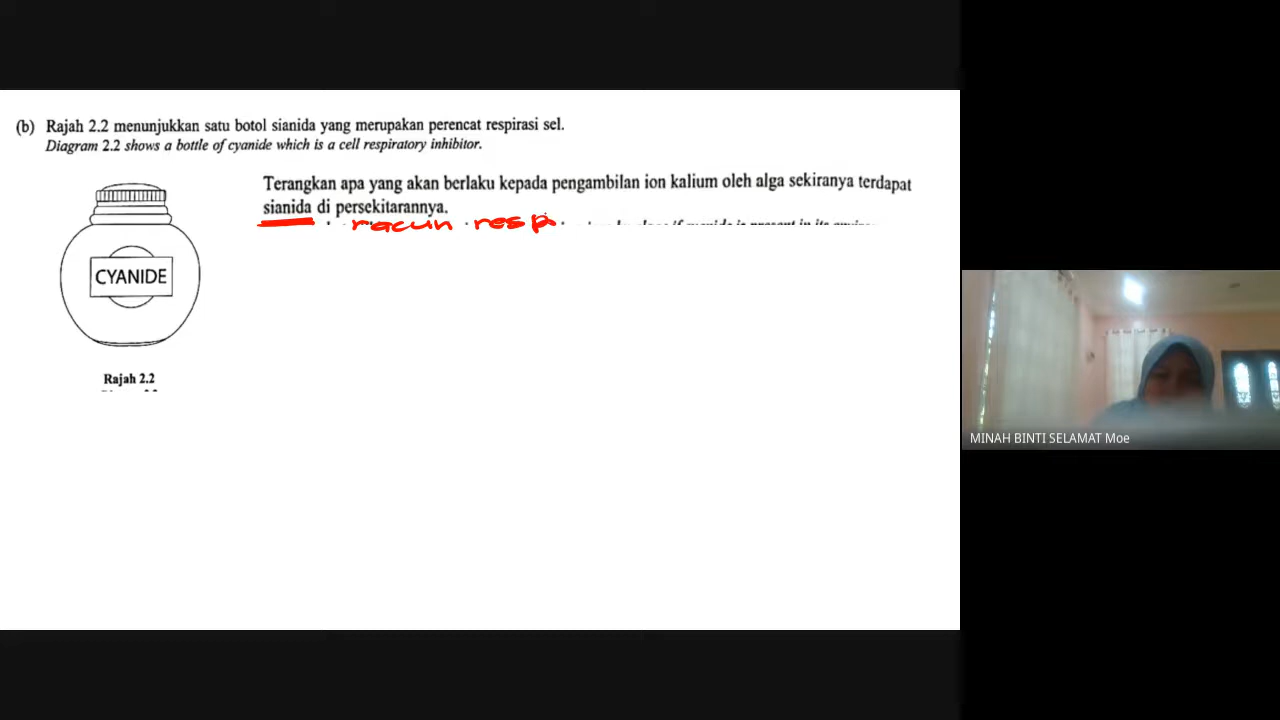 (b) Rajah 2.2 menunjukkan satu botol sianida yang merupakan perencat respirasi sel.
Diagram 2.2 shows a bottle of cyanide which is a cell respiratory inhibitor.
Terangkan apa yang akan berlaku kepada pengambilan ion kalium oleh alga sekiranya terdapat
sianida di persekitarannya.
racun resp
CYANIDE
Rajah 2.2
MINAH BINTI SELAMAT Moe